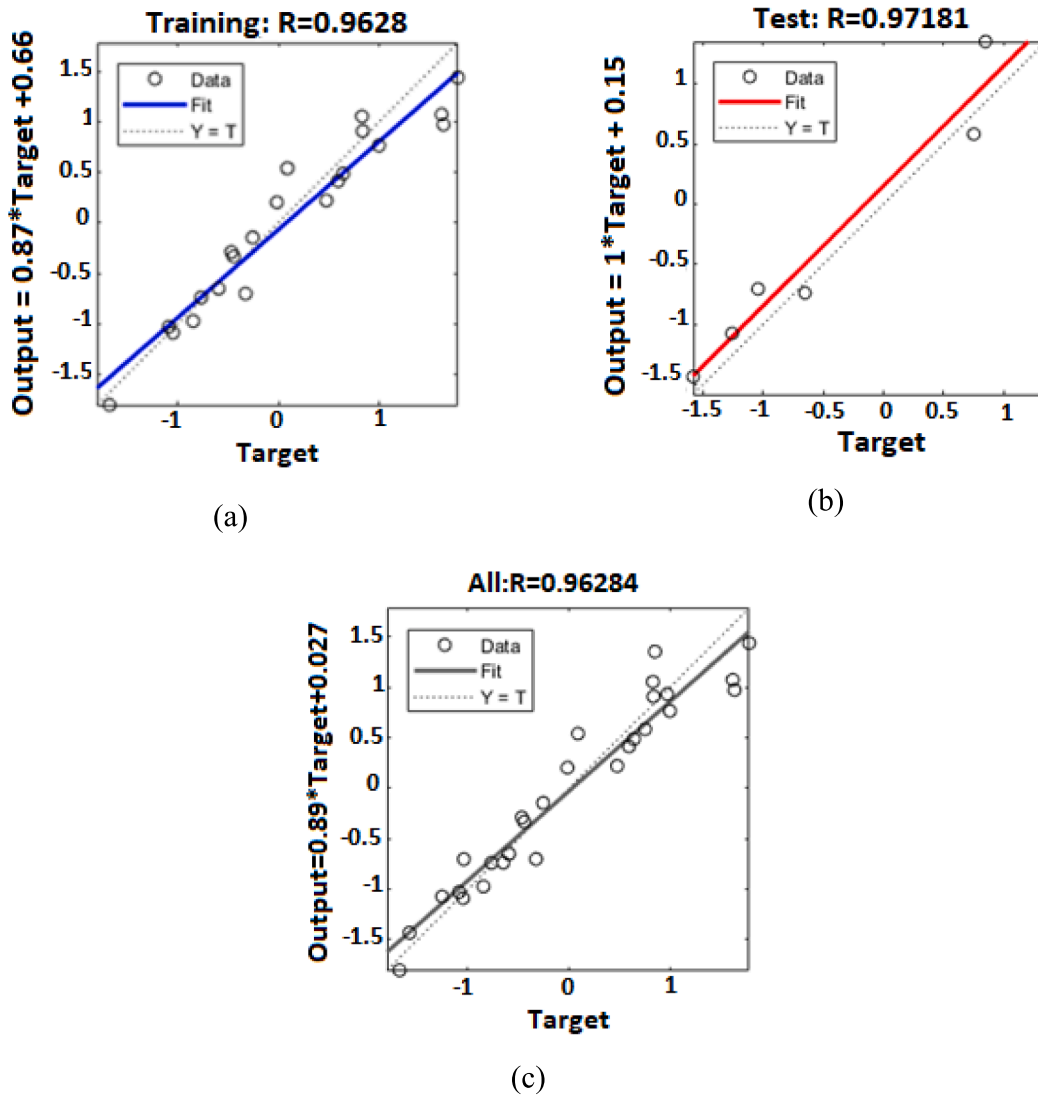 Training: R=0.9628
Output = 0.87*Target +0.66
1.5
1
0.5
0
-0.5
-1
-1.5
Data
Fit
Y = T
-1
0
1
Target
(a)
Test: R=0.97181
Output = 1*Target + 0.15
1
0.5
0
-0.5
-1
-1.5
Data
Fit
Y = T
-1.5
-1
-0.5
0
0.5
1
Target
(b)
All:R=0.96284
Output=0.89*Target+0.027
1.5
1
0.5
0
-0.5
-1
-1.5
Data
Fit
Y = T
-1
0
1
Target
(c)